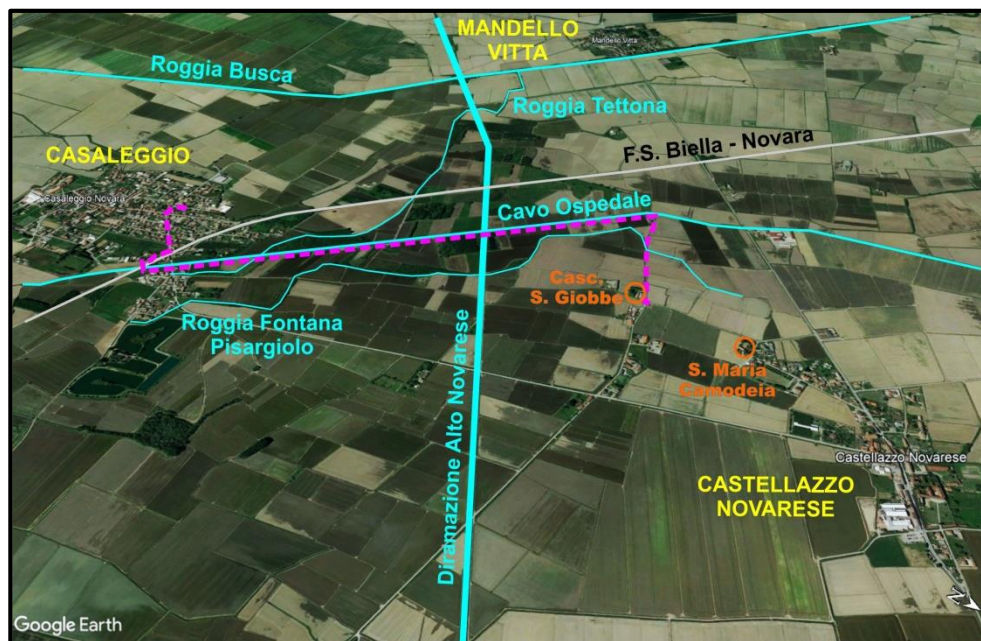 MANDELLO
VITTA
Mandello Vitta
Roggia Busca
Roggia Tettona
F.S. Biella - Novara
CASALEGGIO
Casaleggio Novara
Cavo Ospedale
Casc.
S. Giobbe
Roggia Fontana
Pisargiolo
S. Maria
Camodeia
Diramazione Alto Novarese
Castellazzo Novarese
CASTELLAZZO
NOVARESE
N
Google Earth